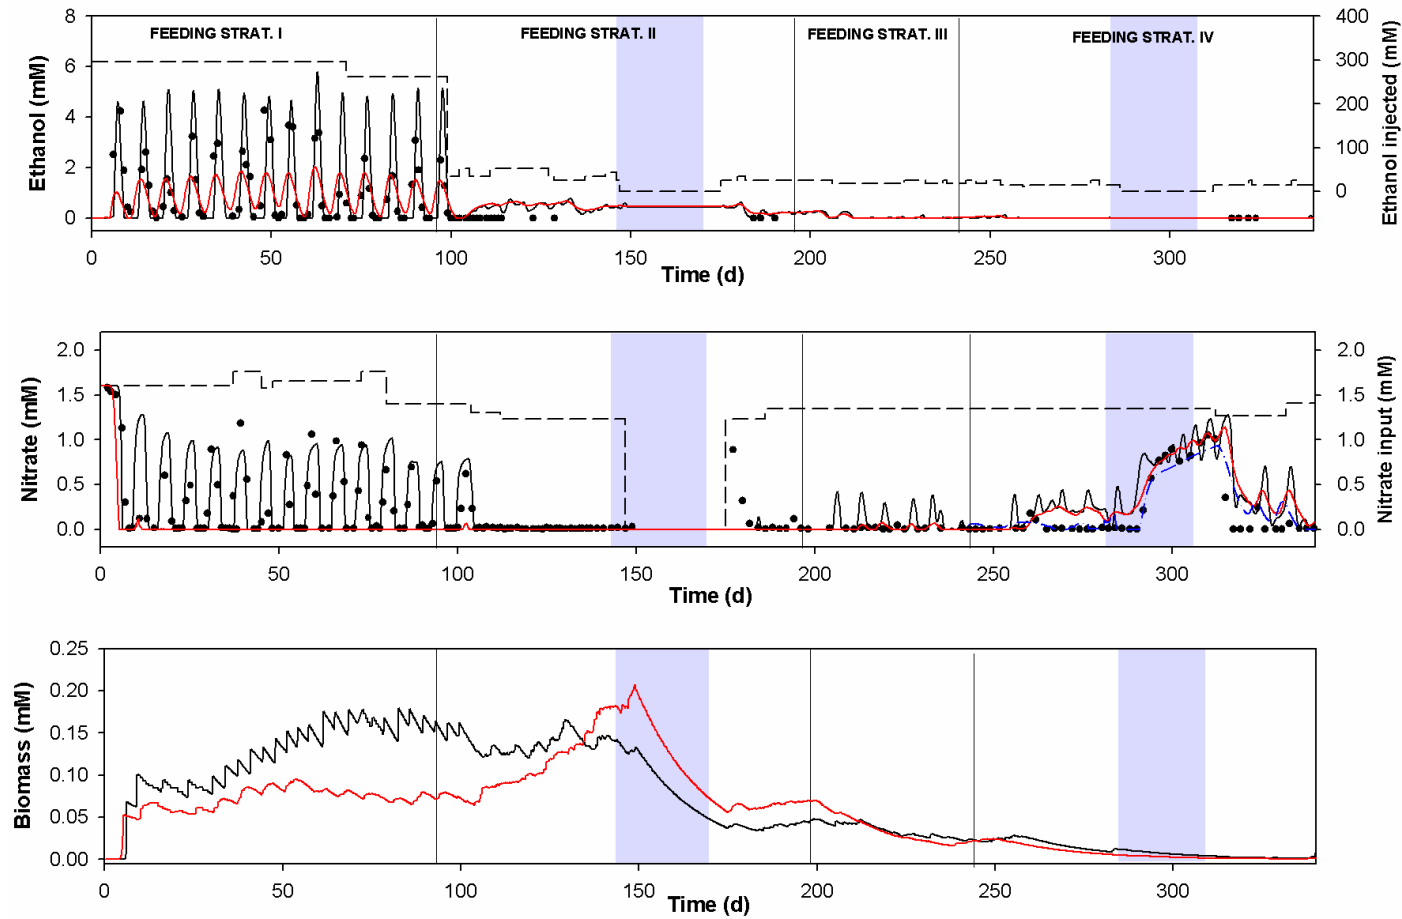 FEEDING STRAT. I
FEEDING STRAT. II
FEEDING STRAT. III
FEEDING STRAT. IV
Ethanol (mM)
8
6
4
2
0
Ethanol injected (mM)
400
300
200
100
0
0 50 100 150 200 250 300
Time (d)
Nitrate (mM)
2.0
1.5
1.0
0.5
0.0
Nitrate input (mM)
2.0
1.5
1.0
0.5
0.0
0 50 100 150 200 250 300
Time (d)
Biomass (mM)
0.25
0.20
0.15
0.10
0.05
0.00
0 50 100 150 200 250 300
Time (d)